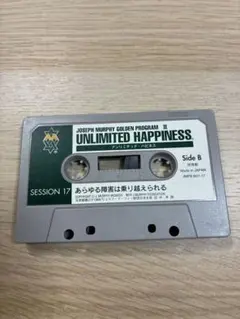 JOSEPH MURPHY GOLDEN PROGRAM II
UNLIMITED HAPPINESS
アンリミテッド・ハピネス
Side B
Made in JAPAN
SESSION 17
あらゆる障害は乗り越えられる